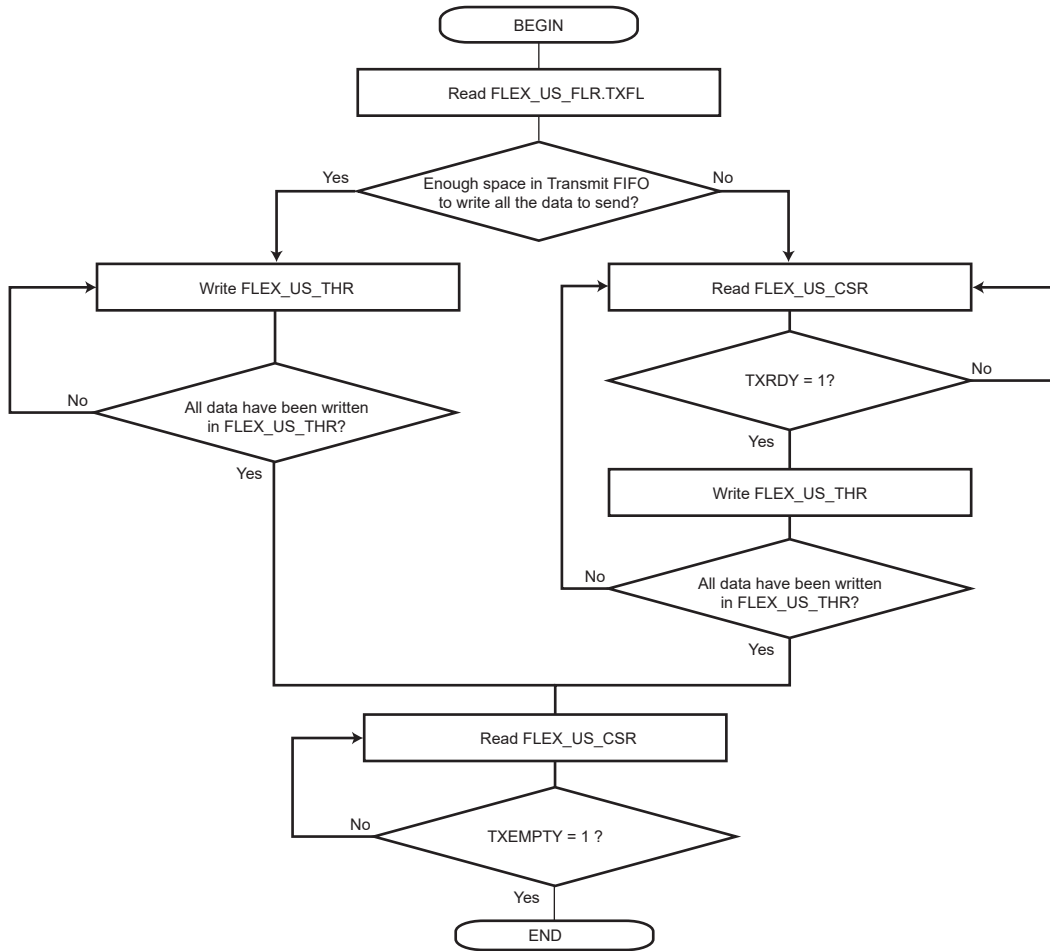 BEGIN
Read FLEX_US_FLR.TXFL
Yes
Enough space in Transmit FIFO
to write all the data to send?
No
Write FLEX_US_THR
Read FLEX_US_CSR
No
All data have been written
in FLEX_US_THR?
Yes
TXRDY = 1?
No
Yes
Write FLEX_US_THR
No
All data have been written
in FLEX_US_THR?
Yes
Read FLEX_US_CSR
No
TXEMPTY = 1 ?
Yes
END